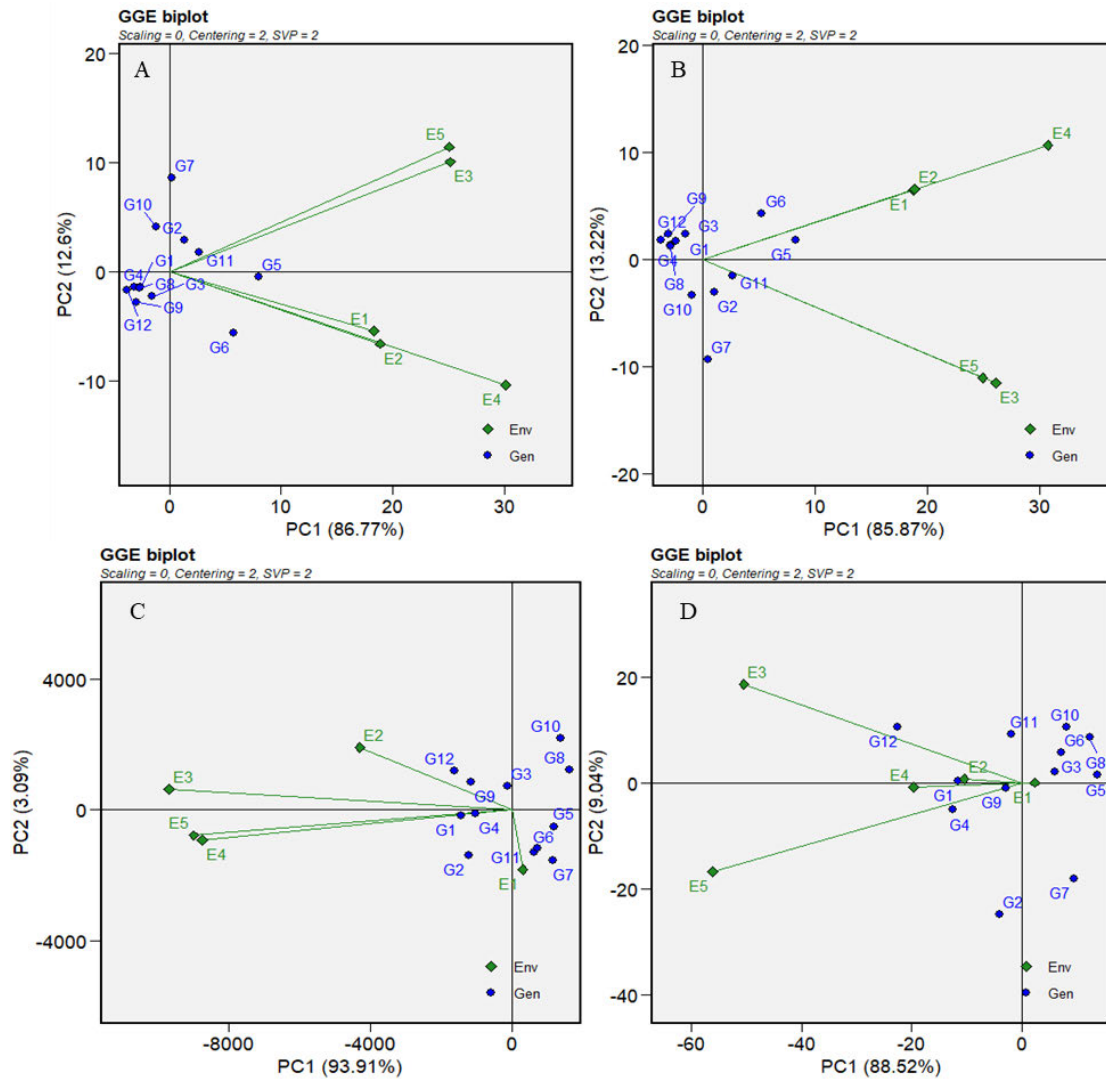 GGE biplot
Scaling = 0, Centering = 2, SVP = 2
A
20
10
0
-10
PC2 (12.6%)
E5
E3
G7
G10
G2
G1
G11
G5
G4
G8
G3
G12
G9
G6
E1
E2
E4
Env
Gen
0
10
20
30
PC1 (86.77%)
GGE biplot
Scaling = 0, Centering = 2, SVP = 2
B
20
10
0
-10
-20
PC2 (13.22%)
E4
E2
E1
G9
G12
G3
G6
G1
G5
G4
G8
G11
G10
G2
G7
E5
E3
Env
Gen
0
10
20
30
PC1 (85.87%)
GGE biplot
Scaling = 0, Centering = 2, SVP = 2
C
4000
0
-4000
PC2 (3.09%)
E2
G10
G12
G8
E3
G3
G9
E5
G5
G1
G4
G6
E4
G11
G2
G7
E1
Env
Gen
-8000
-4000
0
PC1 (93.91%)
GGE biplot
Scaling = 0, Centering = 2, SVP = 2
D
20
0
-20
-40
PC2 (9.04%)
E3
G11
G10
G12
G6
G8
E2
G3
E4
G1
G9
E1
G5
G4
E5
G7
G2
Env
Gen
-60
-40
-20
0
PC1 (88.52%)